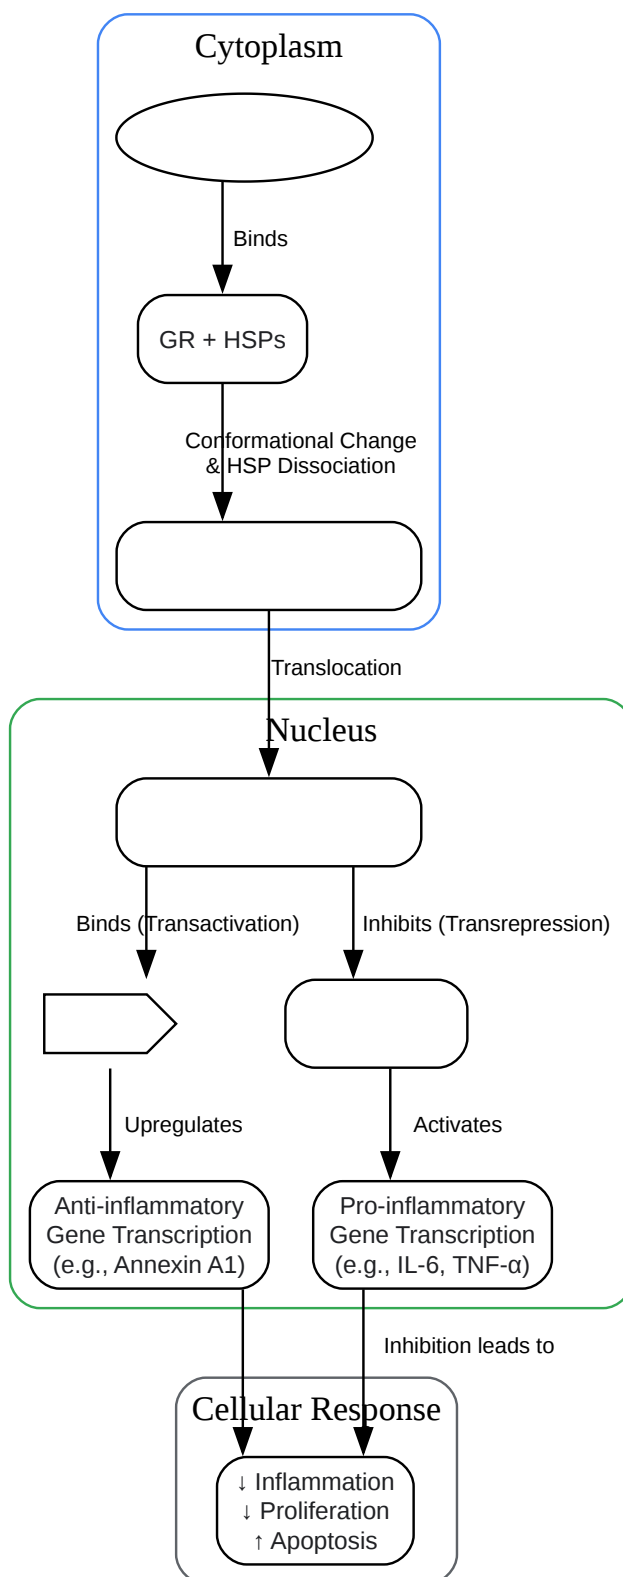 Cytoplasm
Binds
GR + HSPs
Conformational Change
& HSP Dissociation
Translocation
Nucleus
Binds (Transactivation)
Inhibits (Transrepression)
Upregulates
Activates
Anti-inflammatory
Gene Transcription
(e.g., Annexin A1)
Pro-inflammatory
Gene Transcription
(e.g., IL-6, TNF-α)
Inhibition leads to
Cellular Response
↓ Inflammation
↓ Proliferation
↑ Apoptosis